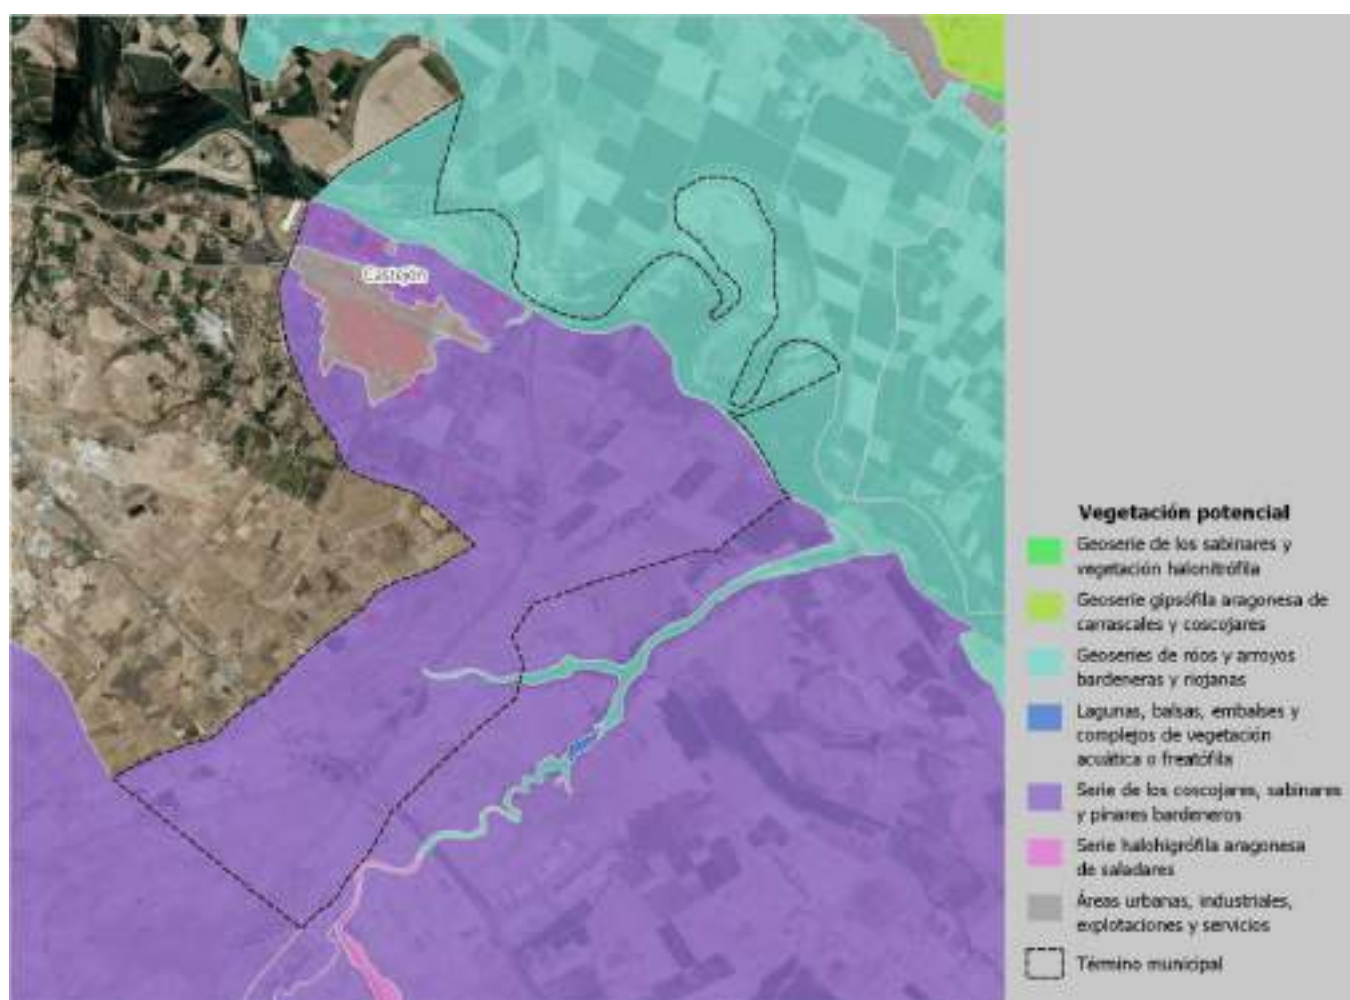 Castejón
Vegetación potencial
Geoserie de los sabinares y
vegetación halonitrófila
Geoserie gipsófila aragonesa de
carrascales y coscojares
Geoseries de ríos y arroyos
bardeneras y riojanas
Lagunas, balsas, embalses y
complejos de vegetación
acuática o freatófila
Serie de los coscojares, sabinares
y pinares bardeneros
Serie halohigrófila aragonesa
de saladares
Áreas urbanas, industriales,
explotaciones y servicios
Término municipal